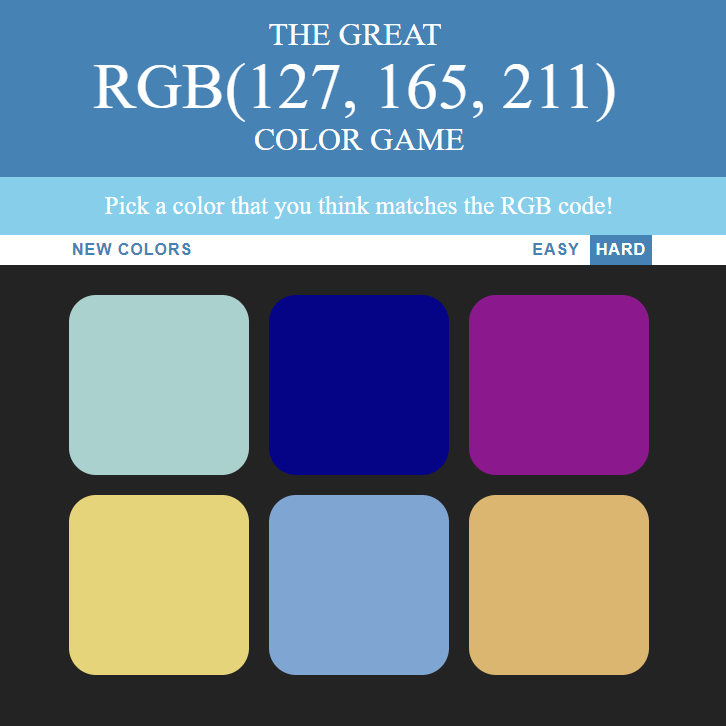 THE GREAT
RGB(127, 165, 211)
COLOR GAME
Pick a color that you think matches the RGB code!
NEW COLORS EASY HARD